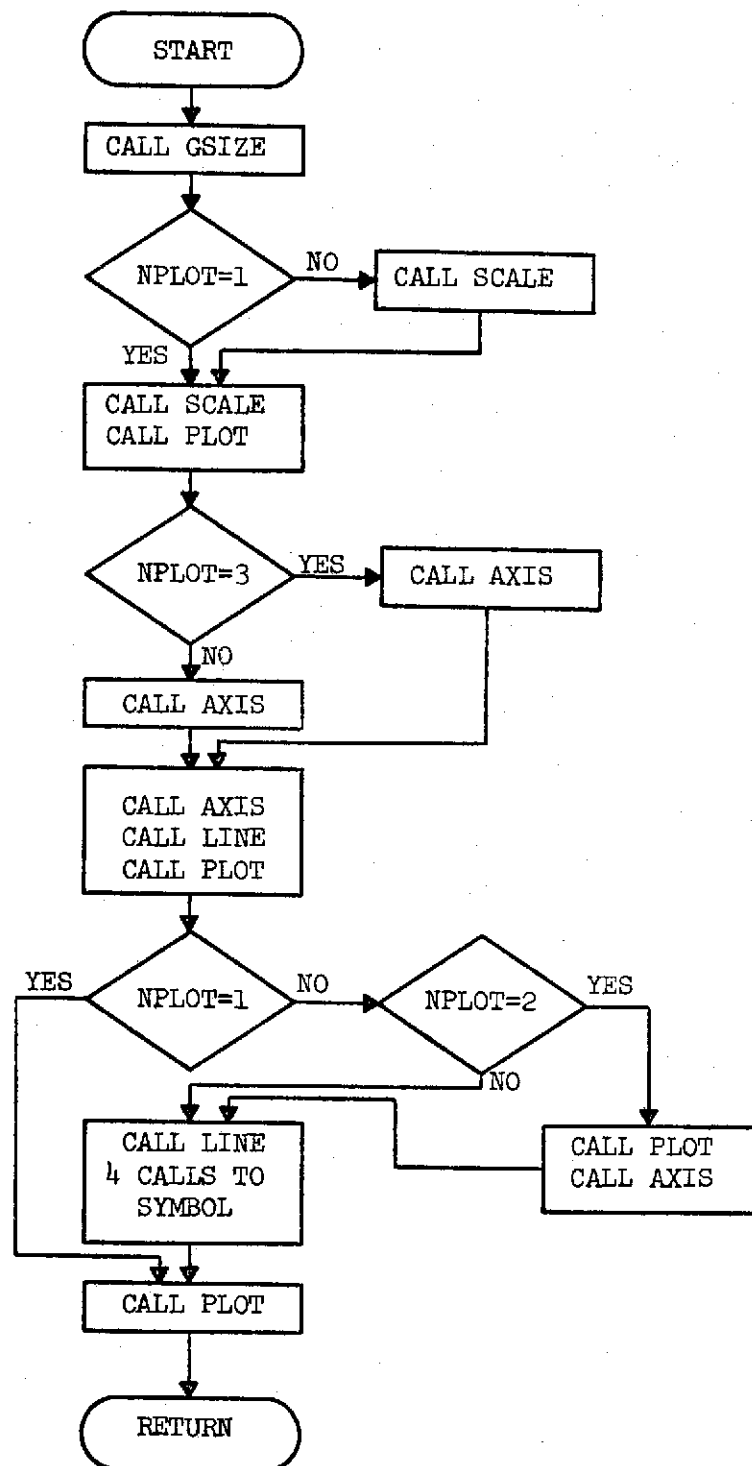 START
CALL GSIZE
NPLOT=1
NO
CALL SCALE
YES
CALL SCALE
CALL PLOT
NPLOT=3
YES
CALL AXIS
NO
CALL AXIS
CALL AXIS
CALL LINE
CALL PLOT
YES
NPLOT=1
NO
NPLOT=2
YES
NO
CALL LINE
4 CALLS TO
SYMBOL
CALL PLOT
CALL AXIS
CALL PLOT
RETURN